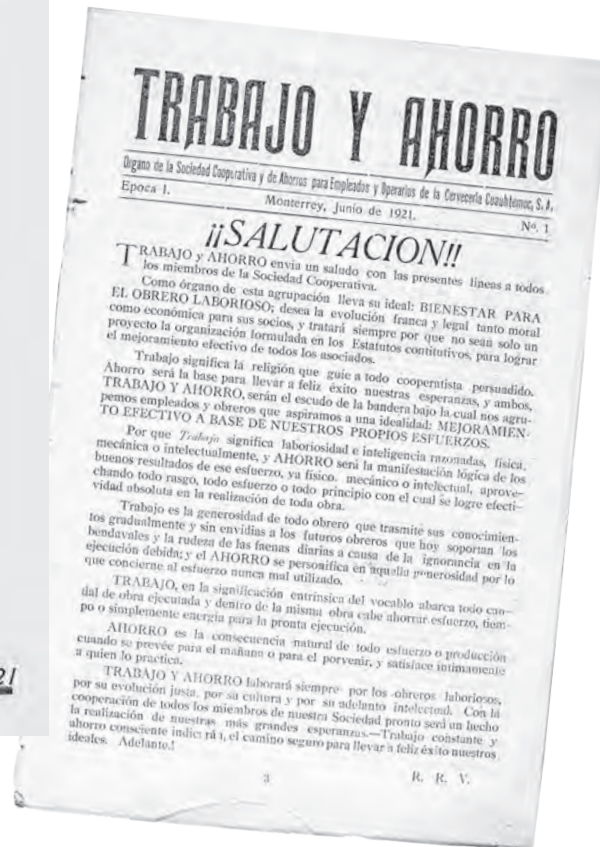 TRABAJO Y AHORRO
Organo de la Sociedad Cooperativa y de Ahorros para Empleados y Operarios de la Cervecería Cuauhtemoc, S. A.
Epoca I.
Monterrey, Junio de 1921.
Nº. 1
¡¡SALUTACION!!
TRABAJO y AHORRO envia un saludo con las presentes lineas a todos
los miembros de la Sociedad Cooperativa.
Como órgano de esta agrupación lleva su ideal: BIENESTAR PARA
EL OBRERO LABORIOSO; desea la evolución franca y legal tanto moral
como económica para sus socios, y tratará siempre por que no sean solo un
proyecto la organización formulada en los Estatutos contitutivos, para lograr
el mejoramiento efectivo de todos los asociados.
Trabajo significa la religión que guie a todo cooperatista persuadido.
Ahorro será la base para llevar a feliz éxito nuestras esperanzas, y ambos,
TRABAJO Y AHORRO, serán el escudo de la bandera bajo la cual nos agru-
pemos empleados y obreros que aspiramos a una idealidad: MEJORAMIEN-
TO EFECTIVO A BASE DE NUESTROS PROPIOS ESFUERZOS.
Por que Trabajo significa laboriosidad e inteligencia razonadas, física,
mecánica o intelectualmente, y AHORRO será la manifestación lógica de los
buenos resultados de ese esfuerzo, ya físico. mecánico o intelectual, aprove-
chando todo rasgo, todo esfuerzo o todo principio con el cual se logre efecti-
vidad absoluta en la realización de toda obra.
Trabajo es la generosidad de todo obrero que trasmite sus conocimien-
tos gradualmente y sin envidias a los futuros obreros que hoy soportan los
bendavales y la rudeza de las faenas diarias a causa de la ignorancia en la
ejecución debida; y el AHORRO se personifica en aquella generosidad por lo
que concierne al esfuerzo nunca mal utilizado.
TRABAJO, en la significación entrinsica del vocablo abarca todo cau-
dal de obra ejecutada y dentro de la misma obra cabe ahorrar esfuerzo, tiem-
po o simplemente energía para la pronta ejecución.
AHORRO es la consecuencia natural de todo esfuerzo o producción
cuando se prevée para el mañana o para el porvenir, y satisface intimamente
a quien lo practica.
TRABAJO Y AHORRO laborará siempre por los obreros laboriosos,
por su evolución justa, por su cultura y por su adelanto intelectual. Con la
cooperación de todos los miembros de nuestra Sociedad pronto será un hecho
la realización de nuestras más grandes esperanzas.—Trabajo constante y
ahorro consciente indicará, el camino seguro para llevar a feliz éxito nuestros
ideales. Adelante.!
3
R. R. V.
21